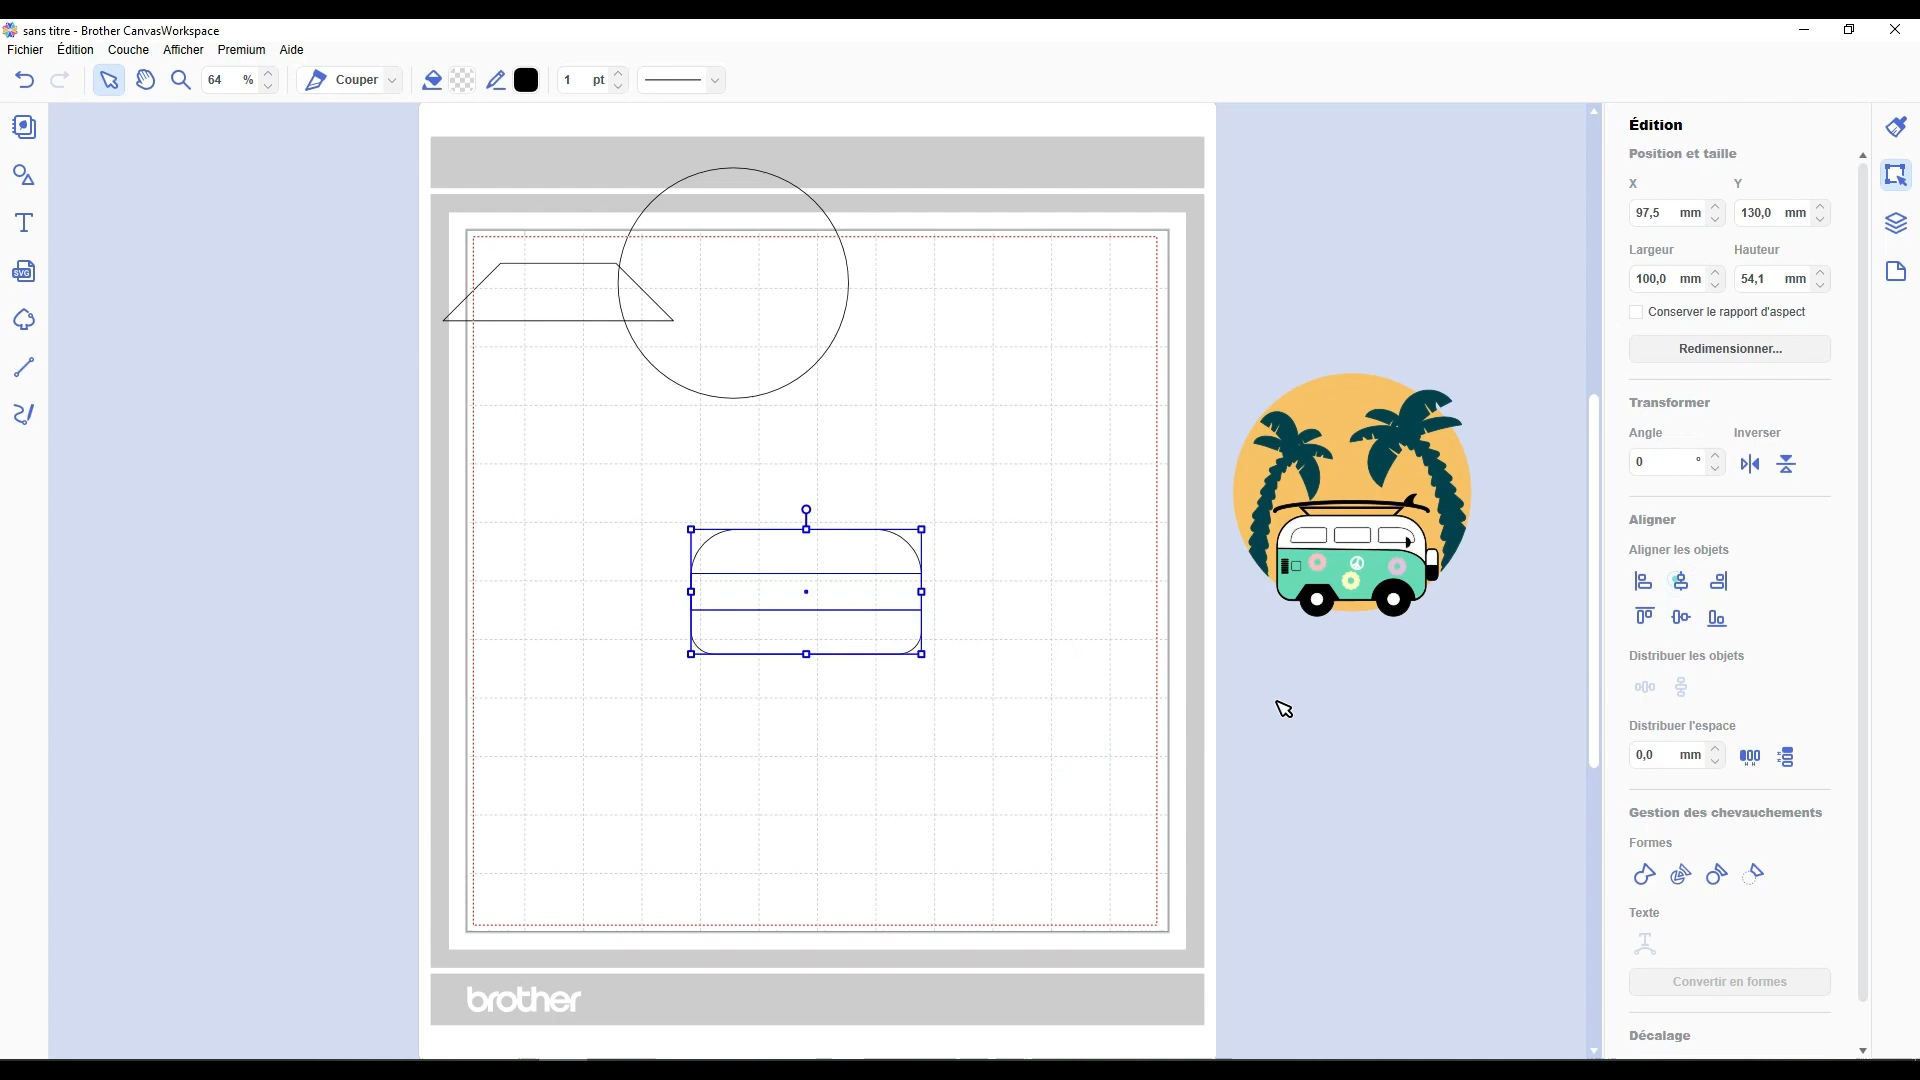 sans titre - Brother CanvasWorkspace
Fichier Édition Couche Afficher Premium Aide
64 % Couper 1 pt
Édition
Position et taille
X Y
97,5 mm 130,0 mm
Largeur Hauteur
100,0 mm 54,1 mm
Conserver le rapport d'aspect
Redimensionner...
Transformer
Angle Inverser
0 °
Aligner
Aligner les objets
Distribuer les objets
Distribuer l'espace
0,0 mm
Gestion des chevauchements
Formes
Texte
Convertir en formes
Décalage
T
SVG
brother